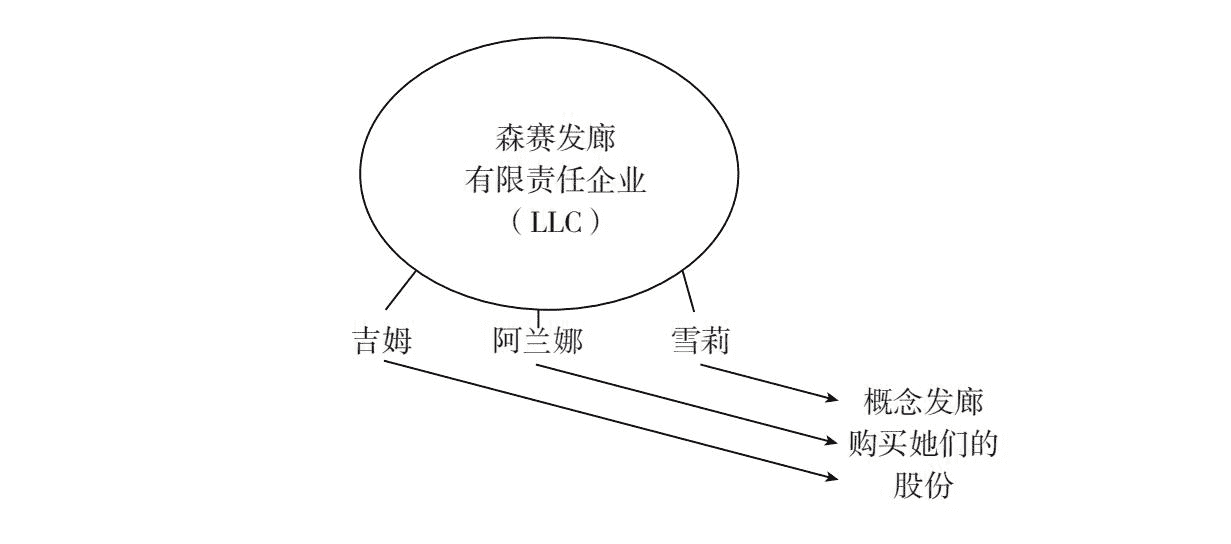 森赛发廊
有限责任企业
（LLC）
吉姆
阿兰娜
雪莉
概念发廊
购买她们的
股份